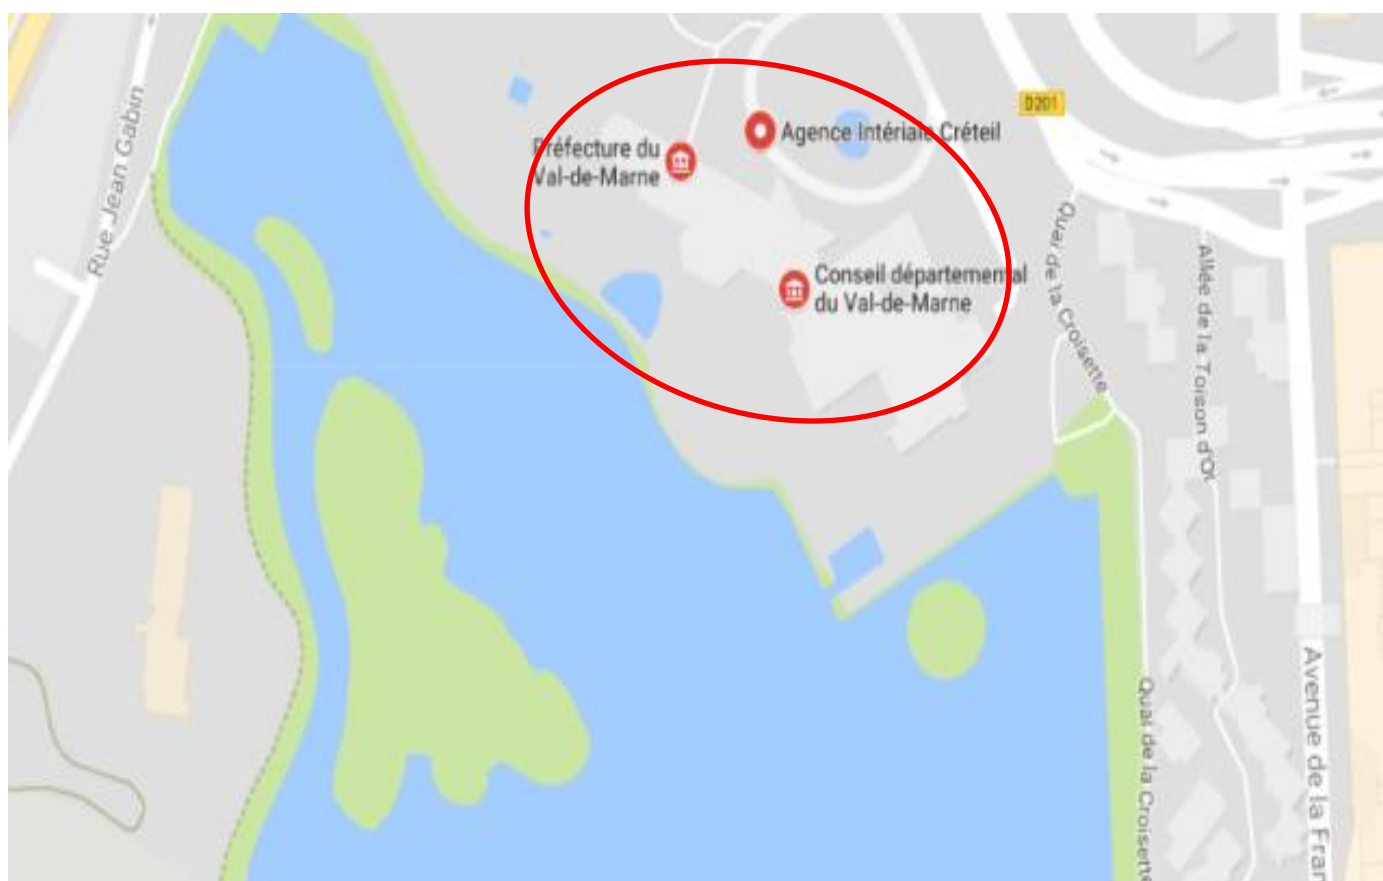 Rue Jean Gabin
Préfecture du
Val-de-Marne
Agence Intériale Créteil
D201
Conseil départemental
du Val-de-Marne
Quai de la Croisette
Allée de la Toison d'Or
Quai de la Croisette
Avenue de la Fran